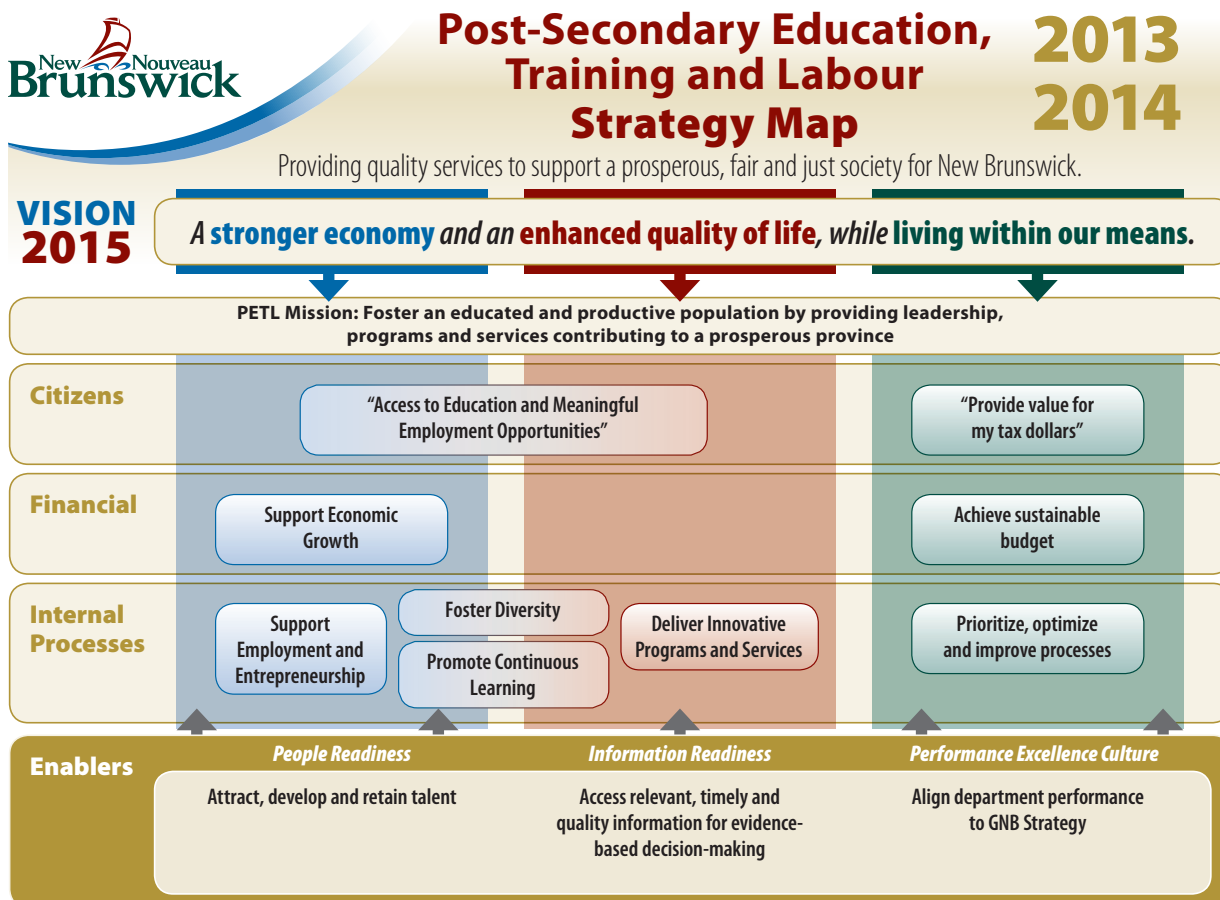 New Nouveau
Brunswick
Post-Secondary Education,
Training and Labour
Strategy Map
2013
2014
Providing quality services to support a prosperous, fair and just society for New Brunswick.
VISION
2015
A stronger economy and an enhanced quality of life, while living within our means.
PETL Mission: Foster an educated and productive population by providing leadership,
programs and services contributing to a prosperous province
Citizens
“Access to Education and Meaningful
Employment Opportunities”
“Provide value for
my tax dollars”
Financial
Support Economic
Growth
Achieve sustainable
budget
Internal
Processes
Support
Employment and
Entrepreneurship
Foster Diversity
Promote Continuous
Learning
Deliver Innovative
Programs and Services
Prioritize, optimize
and improve processes
Enablers
People Readiness
Attract, develop and retain talent
Information Readiness
Access relevant, timely and
quality information for evidence-
based decision-making
Performance Excellence Culture
Align department performance
to GNB Strategy